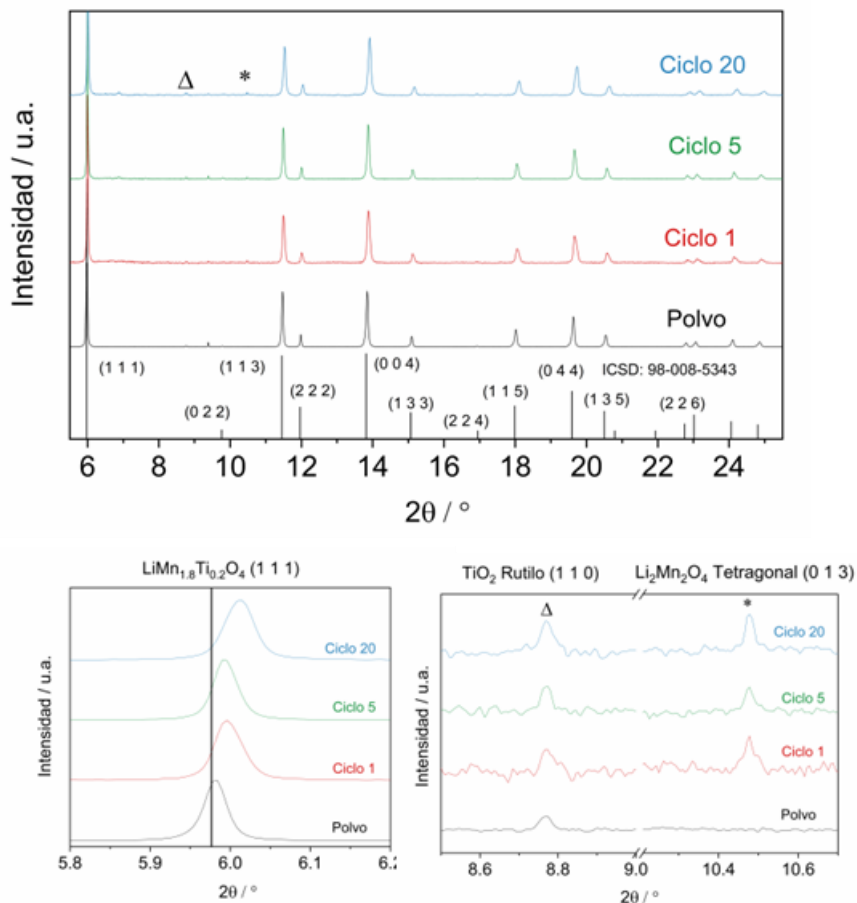 Intensidad / u.a.
Δ
*
Ciclo 20
Ciclo 5
Ciclo 1
Polvo
(1 1 1)
(0 2 2)
(1 1 3)
(2 2 2)
(0 0 4)
(1 3 3)
(2 2 4)
(1 1 5)
(0 4 4)
(1 3 5)
(2 2 6)
ICSD: 98-008-5343
6 8 10 12 14 16 18 20 22 24
2θ / °
LiMn1.8Ti0.2O4 (1 1 1)
Intensidad / u.a.
Ciclo 20
Ciclo 5
Ciclo 1
Polvo
5.8 5.9 6.0 6.1 6.2
2θ / °
TiO2 Rutilo (1 1 0) Li2Mn2O4 Tetragonal (0 1 3)
Intensidad / u.a.
Δ
*
Ciclo 20
Ciclo 5
Ciclo 1
Polvo
8.6 8.8 9.0 10.4 10.6
2θ / °